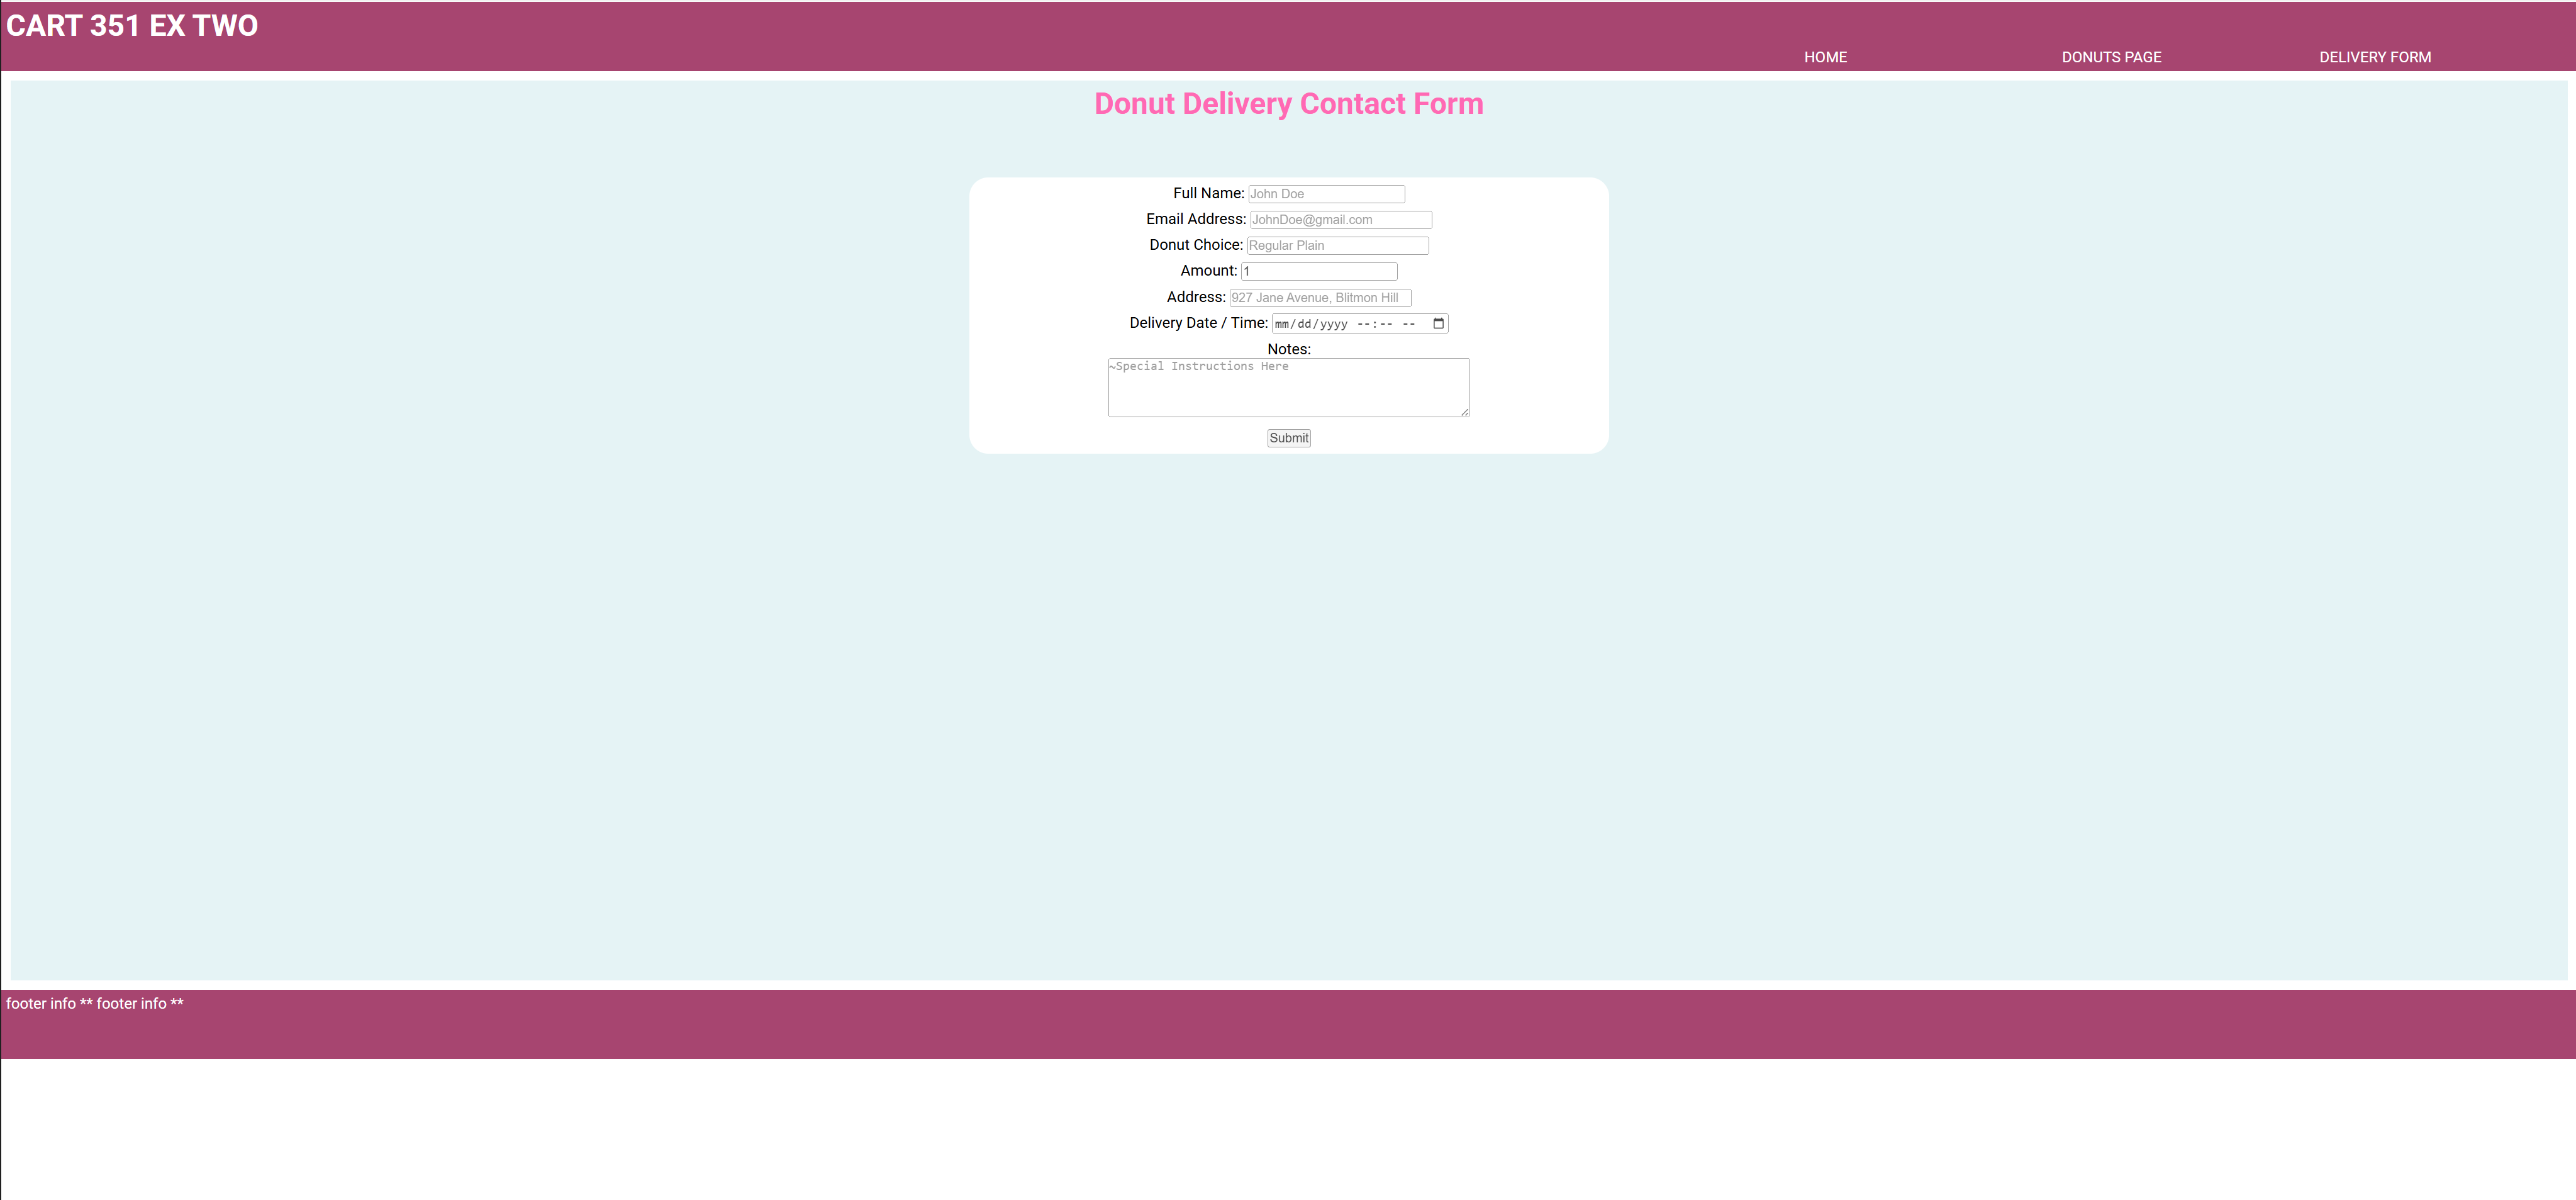 CART 351 EX TWO
HOME DONUTS PAGE DELIVERY FORM
Donut Delivery Contact Form
Full Name: John Doe
Email Address: JohnDoe@gmail.com
Donut Choice: Regular Plain
Amount: 1
Address: 927 Jane Avenue, Blitmon Hill
Delivery Date / Time: mm/dd/yyyy --:-- --
Notes:
~Special Instructions Here
Submit
footer info ** footer info **